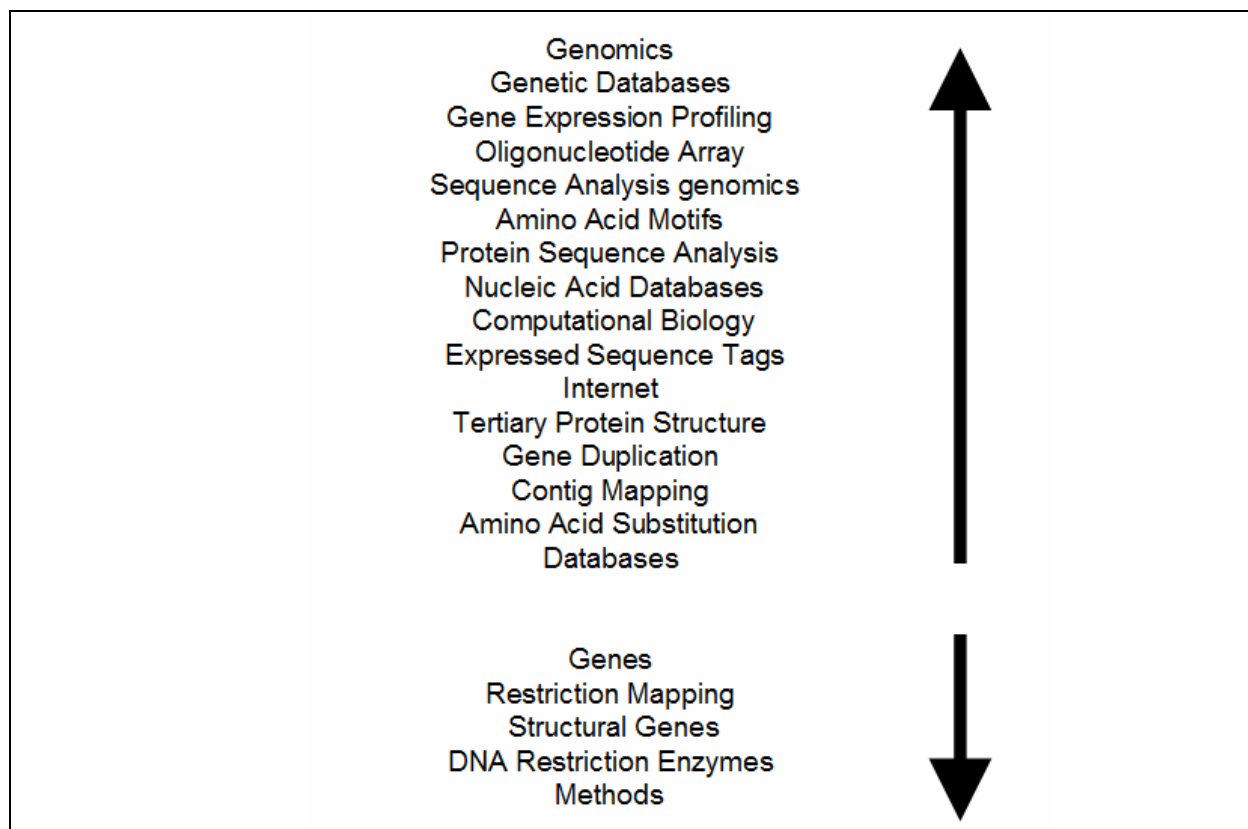 Genomics
Genetic Databases
Gene Expression Profiling
Oligonucleotide Array
Sequence Analysis genomics
Amino Acid Motifs
Protein Sequence Analysis
Nucleic Acid Databases
Computational Biology
Expressed Sequence Tags
Internet
Tertiary Protein Structure
Gene Duplication
Contig Mapping
Amino Acid Substitution
Databases
Genes
Restriction Mapping
Structural Genes
DNA Restriction Enzymes
Methods